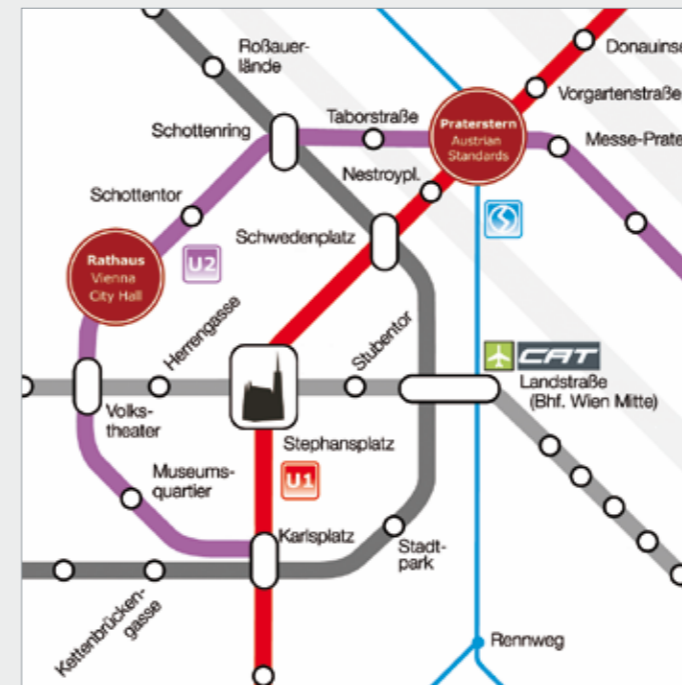 Roßauer-
lände
Donauinse
Vorgartenstraße
Praterstern
Austrian
Standards
Taborstraße
Schottenring
Messe-Prate
Nestroypl.
Schottentor
Schwedenplatz
Rathaus
Vienna
City Hall
U2
Herrengasse
Stubentor
CAT
Landstraße
(Bhf. Wien Mitte)
Volks-
theater
Stephansplatz
Museums-
quartier
U1
Karlsplatz
Stadt-
park
Kettenbrücken-
gasse
Rennweg